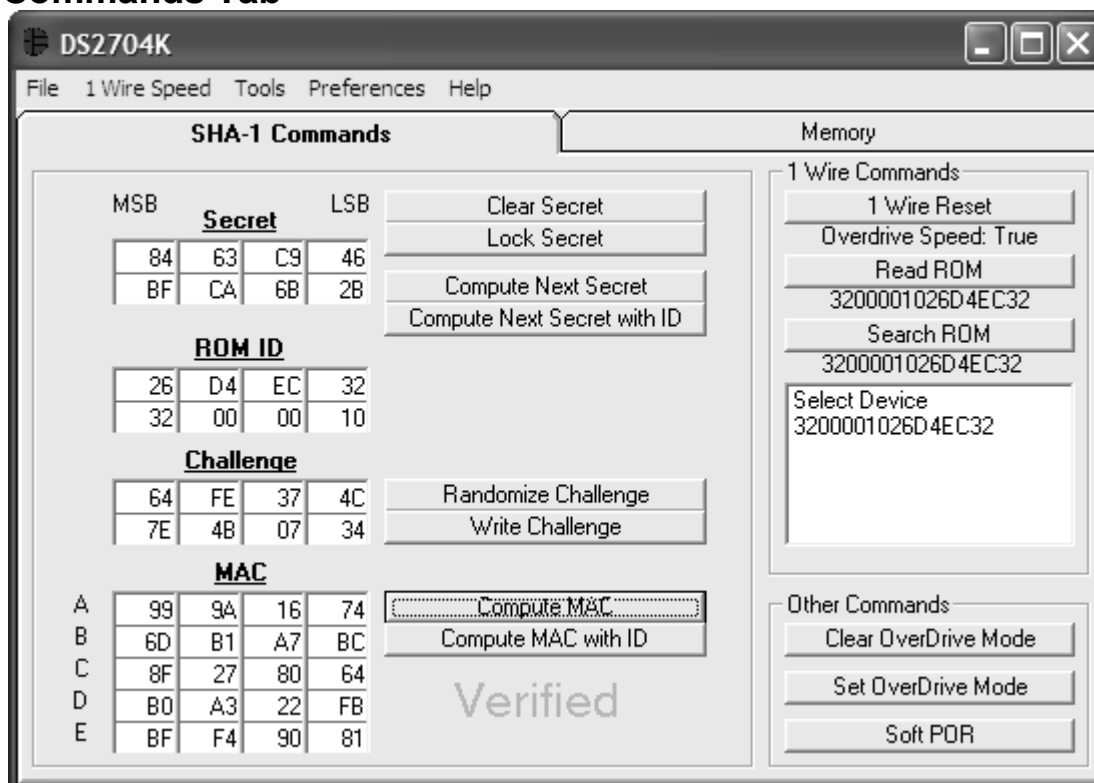 Commands Tab
DS2704K
File 1 Wire Speed Tools Preferences Help
SHA-1 Commands Memory
MSB Secret LSB
84 63 C9 46
BF CA 6B 2B
Clear Secret
Lock Secret
Compute Next Secret
Compute Next Secret with ID
ROM ID
26 D4 EC 32
32 00 00 10
Challenge
64 FE 37 4C
7E 4B 07 34
Randomize Challenge
Write Challenge
MAC
A 99 9A 16 74
B 6D B1 A7 BC
C 8F 27 80 64
D B0 A3 22 FB
E BF F4 90 81
Compute MAC
Compute MAC with ID
Verified
1 Wire Commands
1 Wire Reset
Overdrive Speed: True
Read ROM
3200001026D4EC32
Search ROM
3200001026D4EC32
Select Device
3200001026D4EC32
Other Commands
Clear OverDrive Mode
Set OverDrive Mode
Soft POR